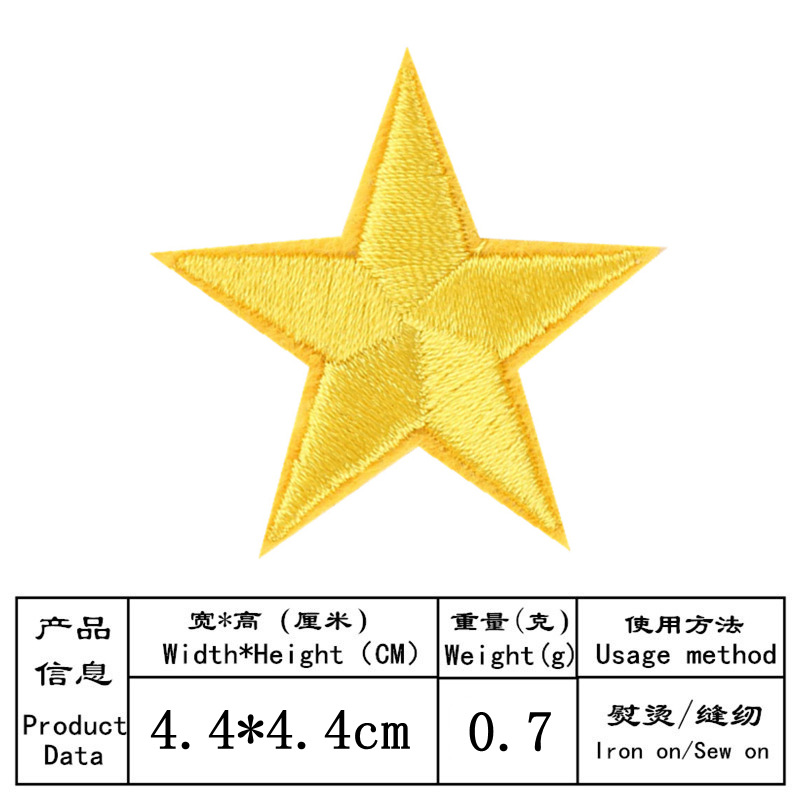 产品
信息
Product
Data
宽*高 (厘米)
Width*Height (CM)
重量(克)
Weight(g)
使用方法
Usage method
4.4*4.4cm
0.7
熨烫/缝纫
Iron on/Sew on